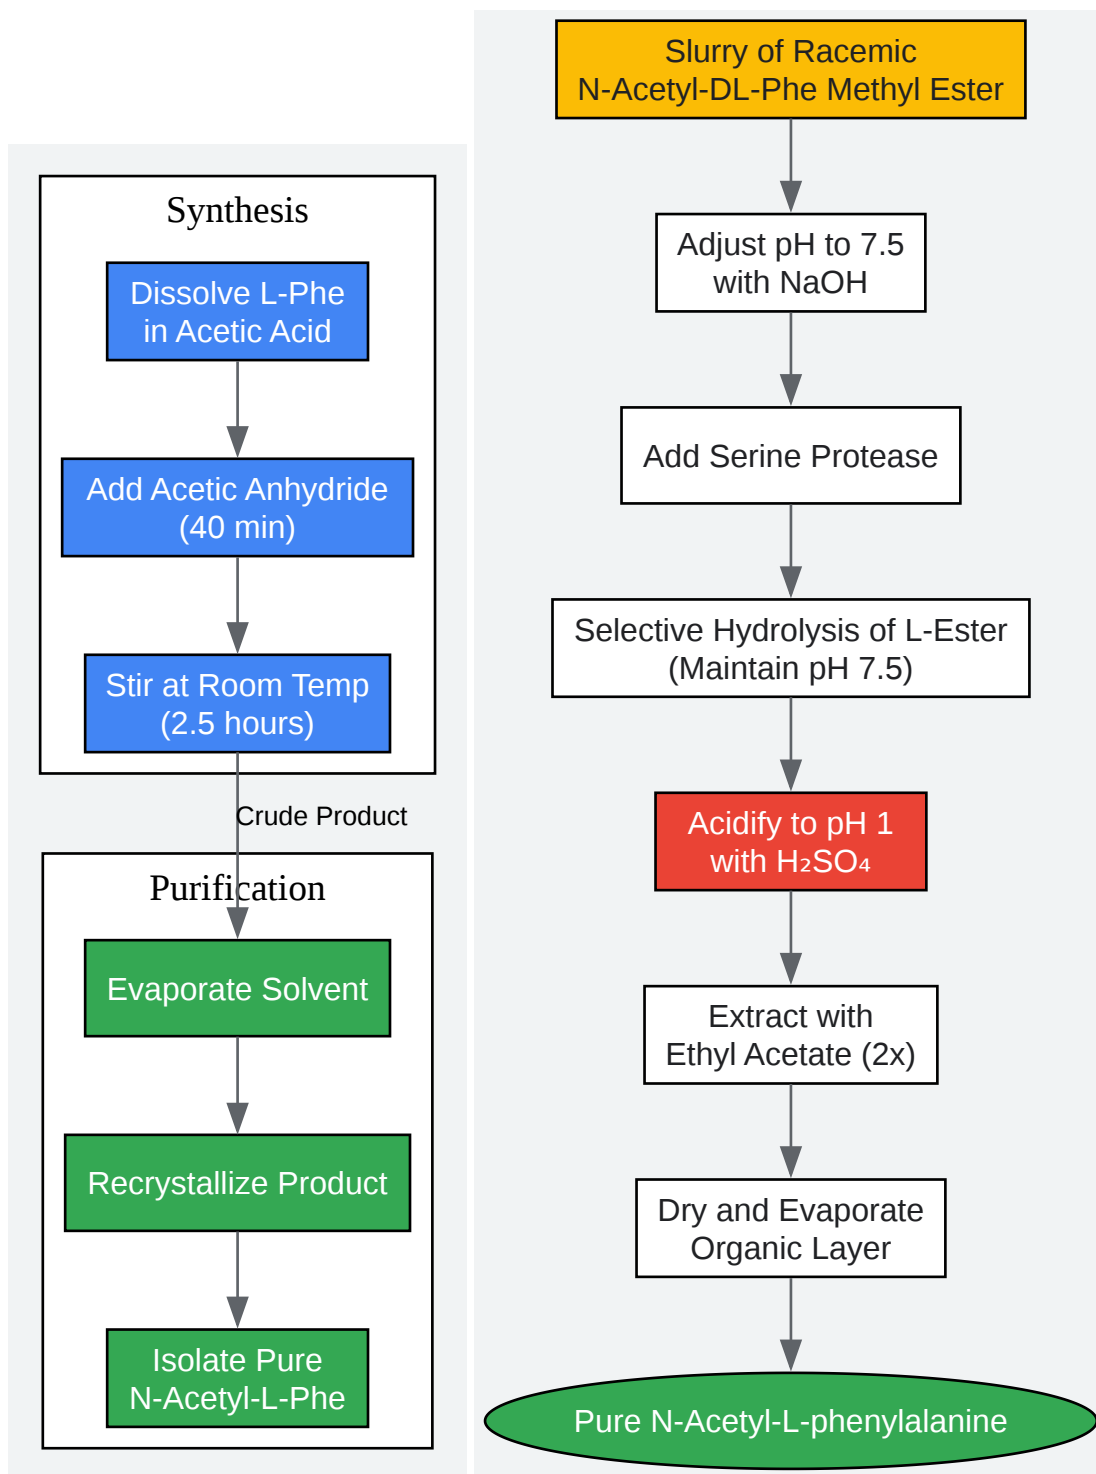 Synthesis
Dissolve L-Phe
in Acetic Acid
Add Acetic Anhydride
(40 min)
Stir at Room Temp
(2.5 hours)
Crude Product
Purification
Evaporate Solvent
Recrystallize Product
Isolate Pure
N-Acetyl-L-Phe
Slurry of Racemic
N-Acetyl-DL-Phe Methyl Ester
Adjust pH to 7.5
with NaOH
Add Serine Protease
Selective Hydrolysis of L-Ester
(Maintain pH 7.5)
Acidify to pH 1
with H₂SO₄
Extract with
Ethyl Acetate (2x)
Dry and Evaporate
Organic Layer
Pure N-Acetyl-L-phenylalanine